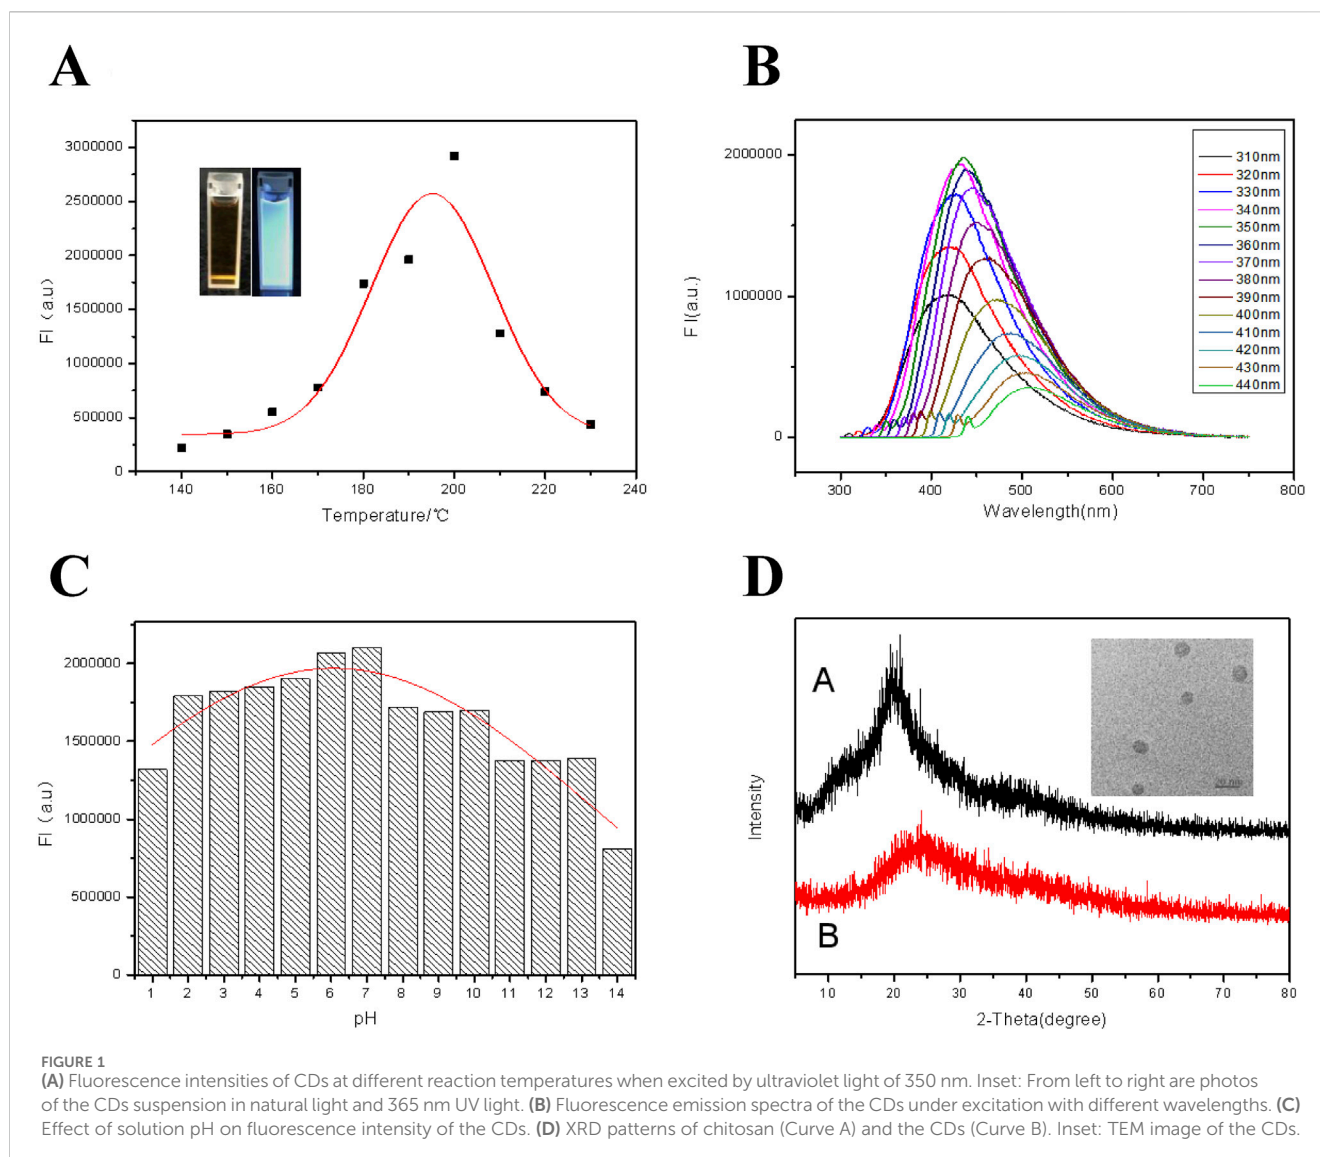 A
FI (a.u)
3000000
2500000
2000000
1500000
1000000
500000
0
140 160 180 200 220 240
Temperature/℃
B
F I(a.u.)
2000000
1000000
0
300 400 500 600 700 800
Wavelength(nm)
310nm
320nm
330nm
340nm
350nm
360nm
370nm
380nm
390nm
400nm
410nm
420nm
430nm
440nm
C
FI (a.u)
2000000
1500000
1000000
500000
0
1 2 3 4 5 6 7 8 9 10 11 12 13 14
pH
D
Intensity
A
B
20 nm
10 20 30 40 50 60 70 80
2-Theta(degree)
FIGURE 1
(A) Fluorescence intensities of CDs at different reaction temperatures when excited by ultraviolet light of 350 nm. Inset: From left to right are photos
of the CDs suspension in natural light and 365 nm UV light. (B) Fluorescence emission spectra of the CDs under excitation with different wavelengths. (C)
Effect of solution pH on fluorescence intensity of the CDs. (D) XRD patterns of chitosan (Curve A) and the CDs (Curve B). Inset: TEM image of the CDs.